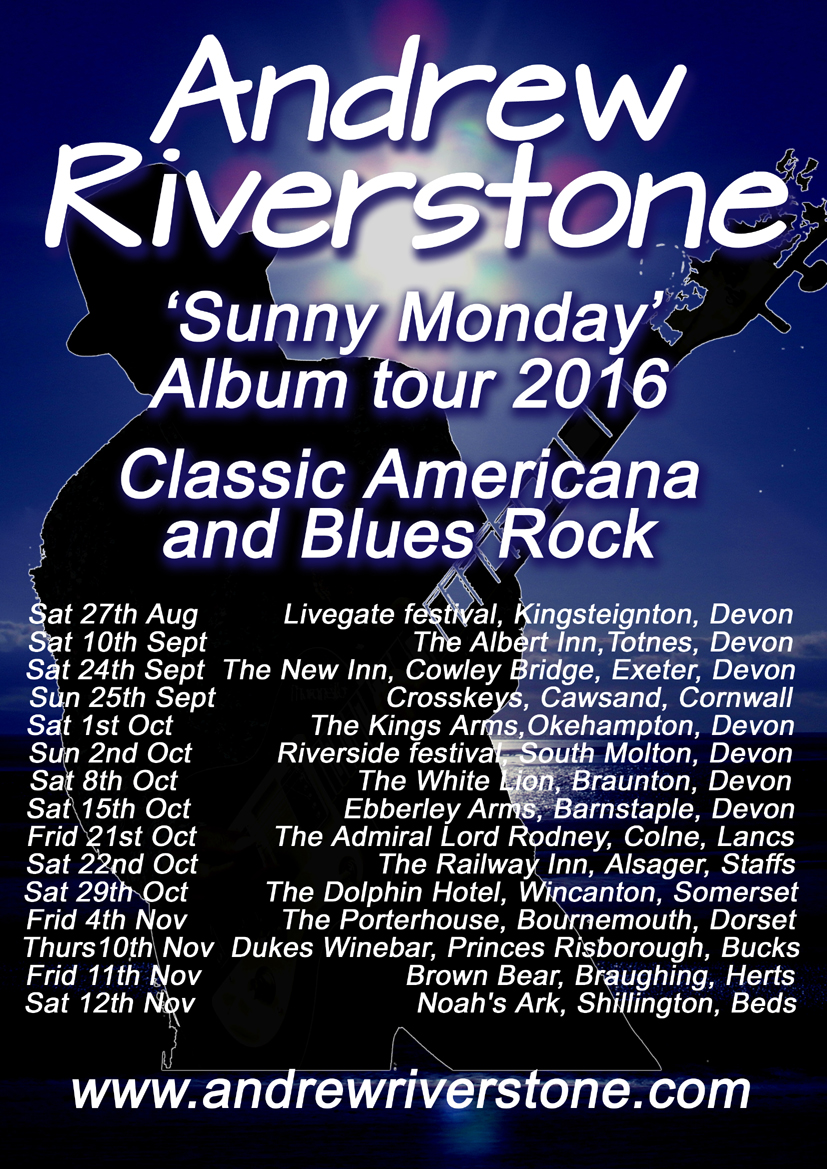 Andrew
Riverstone
‘Sunny Monday’
Album tour 2016
Classic Americana
and Blues Rock
Sat 27th Aug Livegate festival, Kingsteignton, Devon
Sat 10th Sept The Albert Inn,Totnes, Devon
Sat 24th Sept The New Inn, Cowley Bridge, Exeter, Devon
Sun 25th Sept Crosskeys, Cawsand, Cornwall
Sat 1st Oct The Kings Arms,Okehampton, Devon
Sun 2nd Oct Riverside festival, South Molton, Devon
Sat 8th Oct The White Lion, Braunton, Devon
Sat 15th Oct Ebberley Arms, Barnstaple, Devon
Frid 21st Oct The Admiral Lord Rodney, Colne, Lancs
Sat 22nd Oct The Railway Inn, Alsager, Staffs
Sat 29th Oct The Dolphin Hotel, Wincanton, Somerset
Frid 4th Nov The Porterhouse, Bournemouth, Dorset
Thurs10th Nov Dukes Winebar, Princes Risborough, Bucks
Frid 11th Nov Brown Bear, Braughing, Herts
Sat 12th Nov Noah's Ark, Shillington, Beds
www.andrewriverstone.com